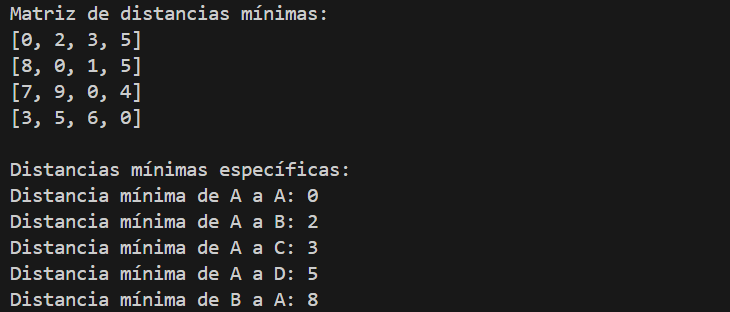 Matriz de distancias mínimas:
[0, 2, 3, 5]
[8, 0, 1, 5]
[7, 9, 0, 4]
[3, 5, 6, 0]
Distancias mínimas específicas:
Distancia mínima de A a A: 0
Distancia mínima de A a B: 2
Distancia mínima de A a C: 3
Distancia mínima de A a D: 5
Distancia mínima de B a A: 8